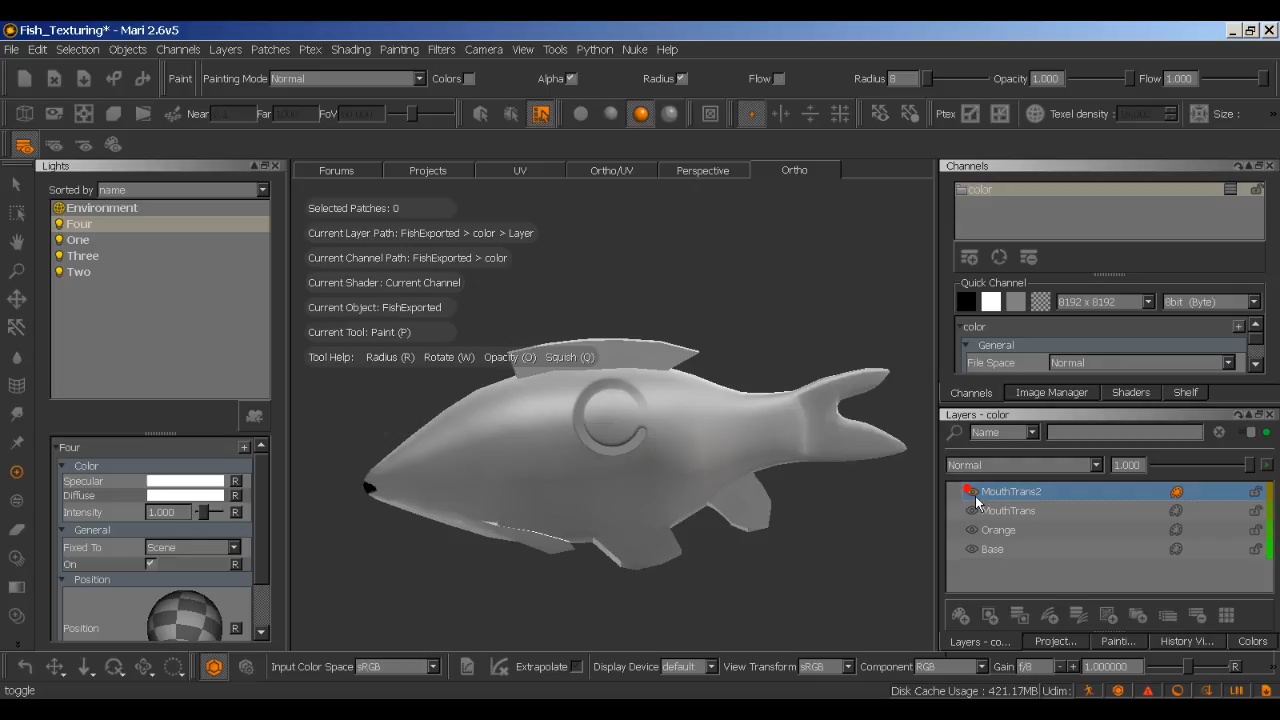 Fish_Texturing* - Mari 2.6v5
File Edit Selection Objects Channels Layers Patches Ptex Shading Painting Filters Camera View Tools Python Nuke Help
Paint Painting Mode Normal Colors Alpha Radius Flow Radius 8 Opacity 1.000 Flow 1.000
Near Far FoV Ptex Texel density : Size :
Lights
Sorted by name
Environment
Four
One
Three
Two
Four
Color
Specular R
Diffuse R
Intensity 1.000 R
General
Fixed To Scene R
On R
Position
Position R
Forums Projects UV Ortho/UV Perspective Ortho
Selected Patches: 0
Current Layer Path: FishExported > color > Layer
Current Channel Path: FishExported > color
Current Shader: Current Channel
Current Object: FishExported
Current Tool: Paint (P)
Tool Help: Radius (R) Rotate (W) Opacity (O) Squish (Q)
Channels
color
Quick Channel
8192 x 8192 8bit (Byte)
color
General
File Space Normal
Channels Image Manager Shaders Shelf
Layers - color
Name
Normal 1.000
MouthTrans2
MouthTrans
Orange
Base
Layers - co... Project... Painti... History Vi... Colors
Input Color Space sRGB Extrapolate Display Device default View Transform sRGB Component RGB Gain f/8 - + 1.000000 R
toggle Disk Cache Usage : 421.17MB Udim: